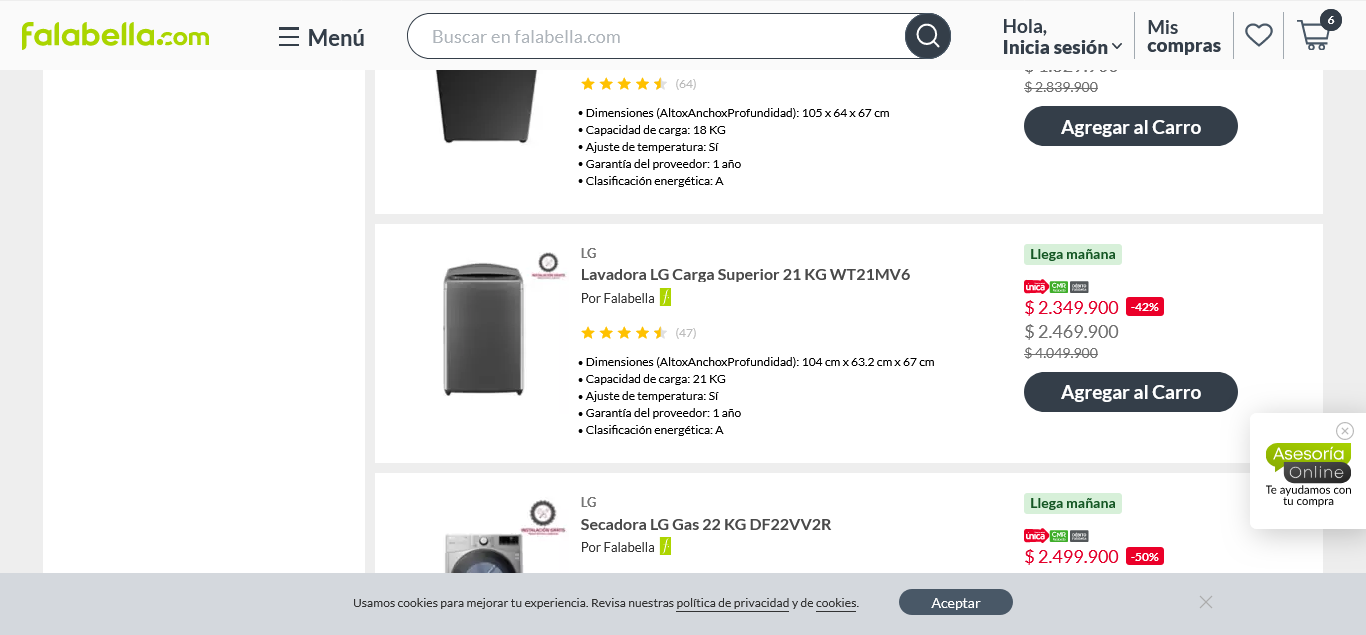 falabella.com
Menú
Buscar en falabella.com
Hola,
Inicia sesión
Mis
compras
6
(64)
$ 2.839.900
Agregar al Carro
• Dimensiones (AltoxAnchoxProfundidad): 105 x 64 x 67 cm
• Capacidad de carga: 18 KG
• Ajuste de temperatura: Sí
• Garantía del proveedor: 1 año
• Clasificación energética: A
LG
Lavadora LG Carga Superior 21 KG WT21MV6
Por Falabella
(47)
• Dimensiones (AltoxAnchoxProfundidad): 104 cm x 63.2 cm x 67 cm
• Capacidad de carga: 21 KG
• Ajuste de temperatura: Sí
• Garantía del proveedor: 1 año
• Clasificación energética: A
Llega mañana
única CMR
$ 2.349.900 -42%
$ 2.469.900
$ 4.049.900
Agregar al Carro
Asesoría
Online
Te ayudamos con
tu compra
LG
Secadora LG Gas 22 KG DF22VV2R
Por Falabella
Llega mañana
única CMR
$ 2.499.900 -50%
Usamos cookies para mejorar tu experiencia. Revisa nuestras política de privacidad y de cookies.
Aceptar